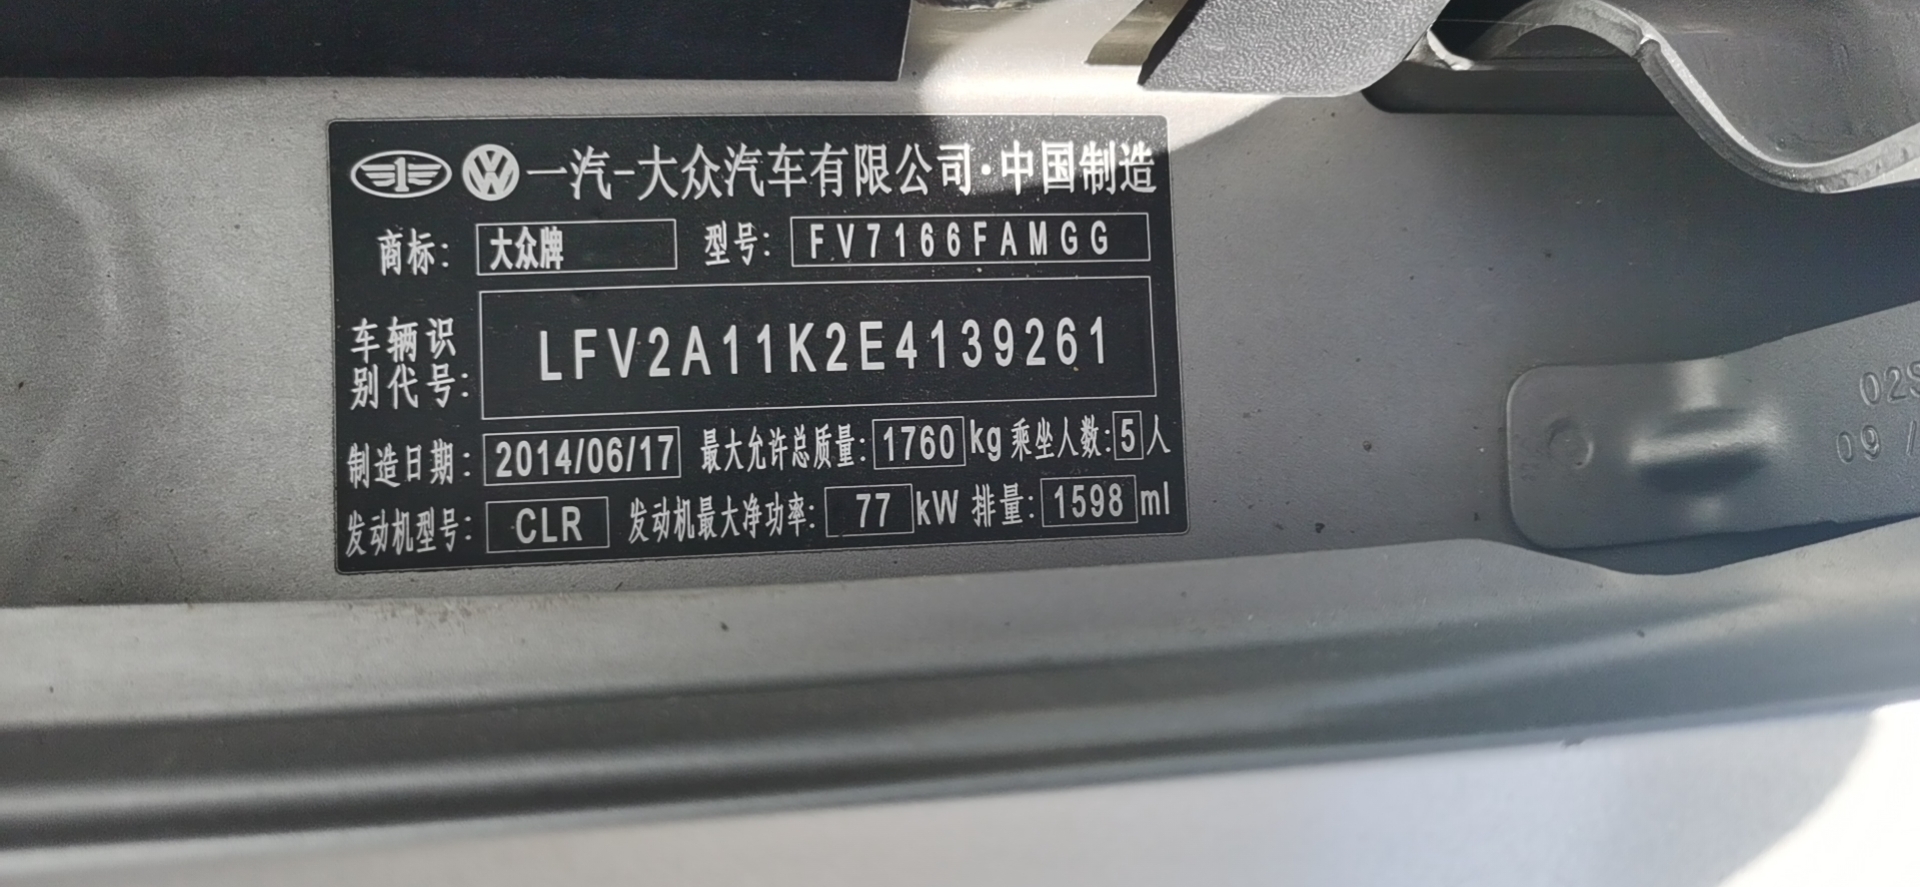 一汽-大众汽车有限公司·中国制造
商标: 大众牌 型号: FV7166FAMGG
车辆识别代号: LFV2A11K2E4139261
制造日期: 2014/06/17 最大允许总质量: 1760 kg 乘坐人数: 5 人
发动机型号: CLR 发动机最大净功率: 77 kW 排量: 1598 ml
02S
09 /